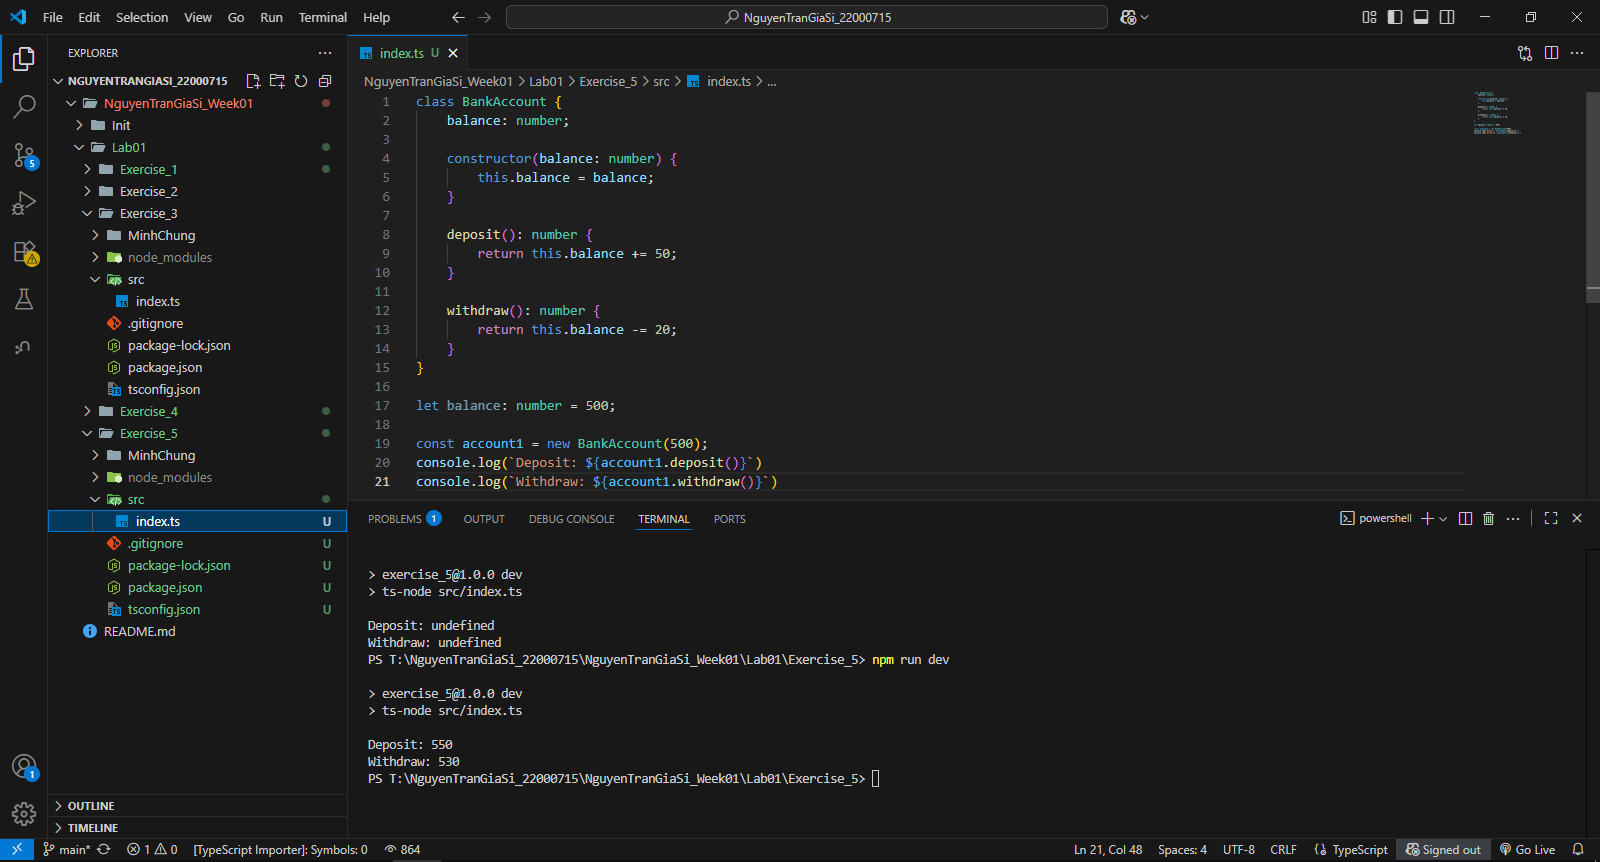 File Edit Selection View Go Run Terminal Help
NguyenTranGiaSi_22000715
EXPLORER
NGUYENTRANGIASI_22000715
NguyenTranGiaSi_Week01
Init
Lab01
Exercise_1
Exercise_2
Exercise_3
MinhChung
node_modules
src
TS index.ts
.gitignore
package-lock.json
package.json
tsconfig.json
Exercise_4
Exercise_5
MinhChung
node_modules
src
TS index.ts U
.gitignore U
package-lock.json U
package.json U
tsconfig.json U
README.md
OUTLINE
TIMELINE
5
1
TS index.ts U
NguyenTranGiaSi_Week01 > Lab01 > Exercise_5 > src > TS index.ts > ...
1 class BankAccount {
2 balance: number;
3
4 constructor(balance: number) {
5 this.balance = balance;
6 }
7
8 deposit(): number {
9 return this.balance += 50;
10 }
11
12 withdraw(): number {
13 return this.balance -= 20;
14 }
15 }
16
17 let balance: number = 500;
18
19 const account1 = new BankAccount(500);
20 console.log(`Deposit: ${account1.deposit()}`)
21 console.log(`Withdraw: ${account1.withdraw()}`)
PROBLEMS 1 OUTPUT DEBUG CONSOLE TERMINAL PORTS
powershell
> exercise_5@1.0.0 dev
> ts-node src/index.ts
Deposit: undefined
Withdraw: undefined
PS T:\NguyenTranGiaSi_22000715\NguyenTranGiaSi_Week01\Lab01\Exercise_5> npm run dev
> exercise_5@1.0.0 dev
> ts-node src/index.ts
Deposit: 550
Withdraw: 530
PS T:\NguyenTranGiaSi_22000715\NguyenTranGiaSi_Week01\Lab01\Exercise_5>
main* 1 0 [TypeScript Importer]: Symbols: 0 864 Ln 21, Col 48 Spaces: 4 UTF-8 CRLF {} TypeScript Signed out Go Live